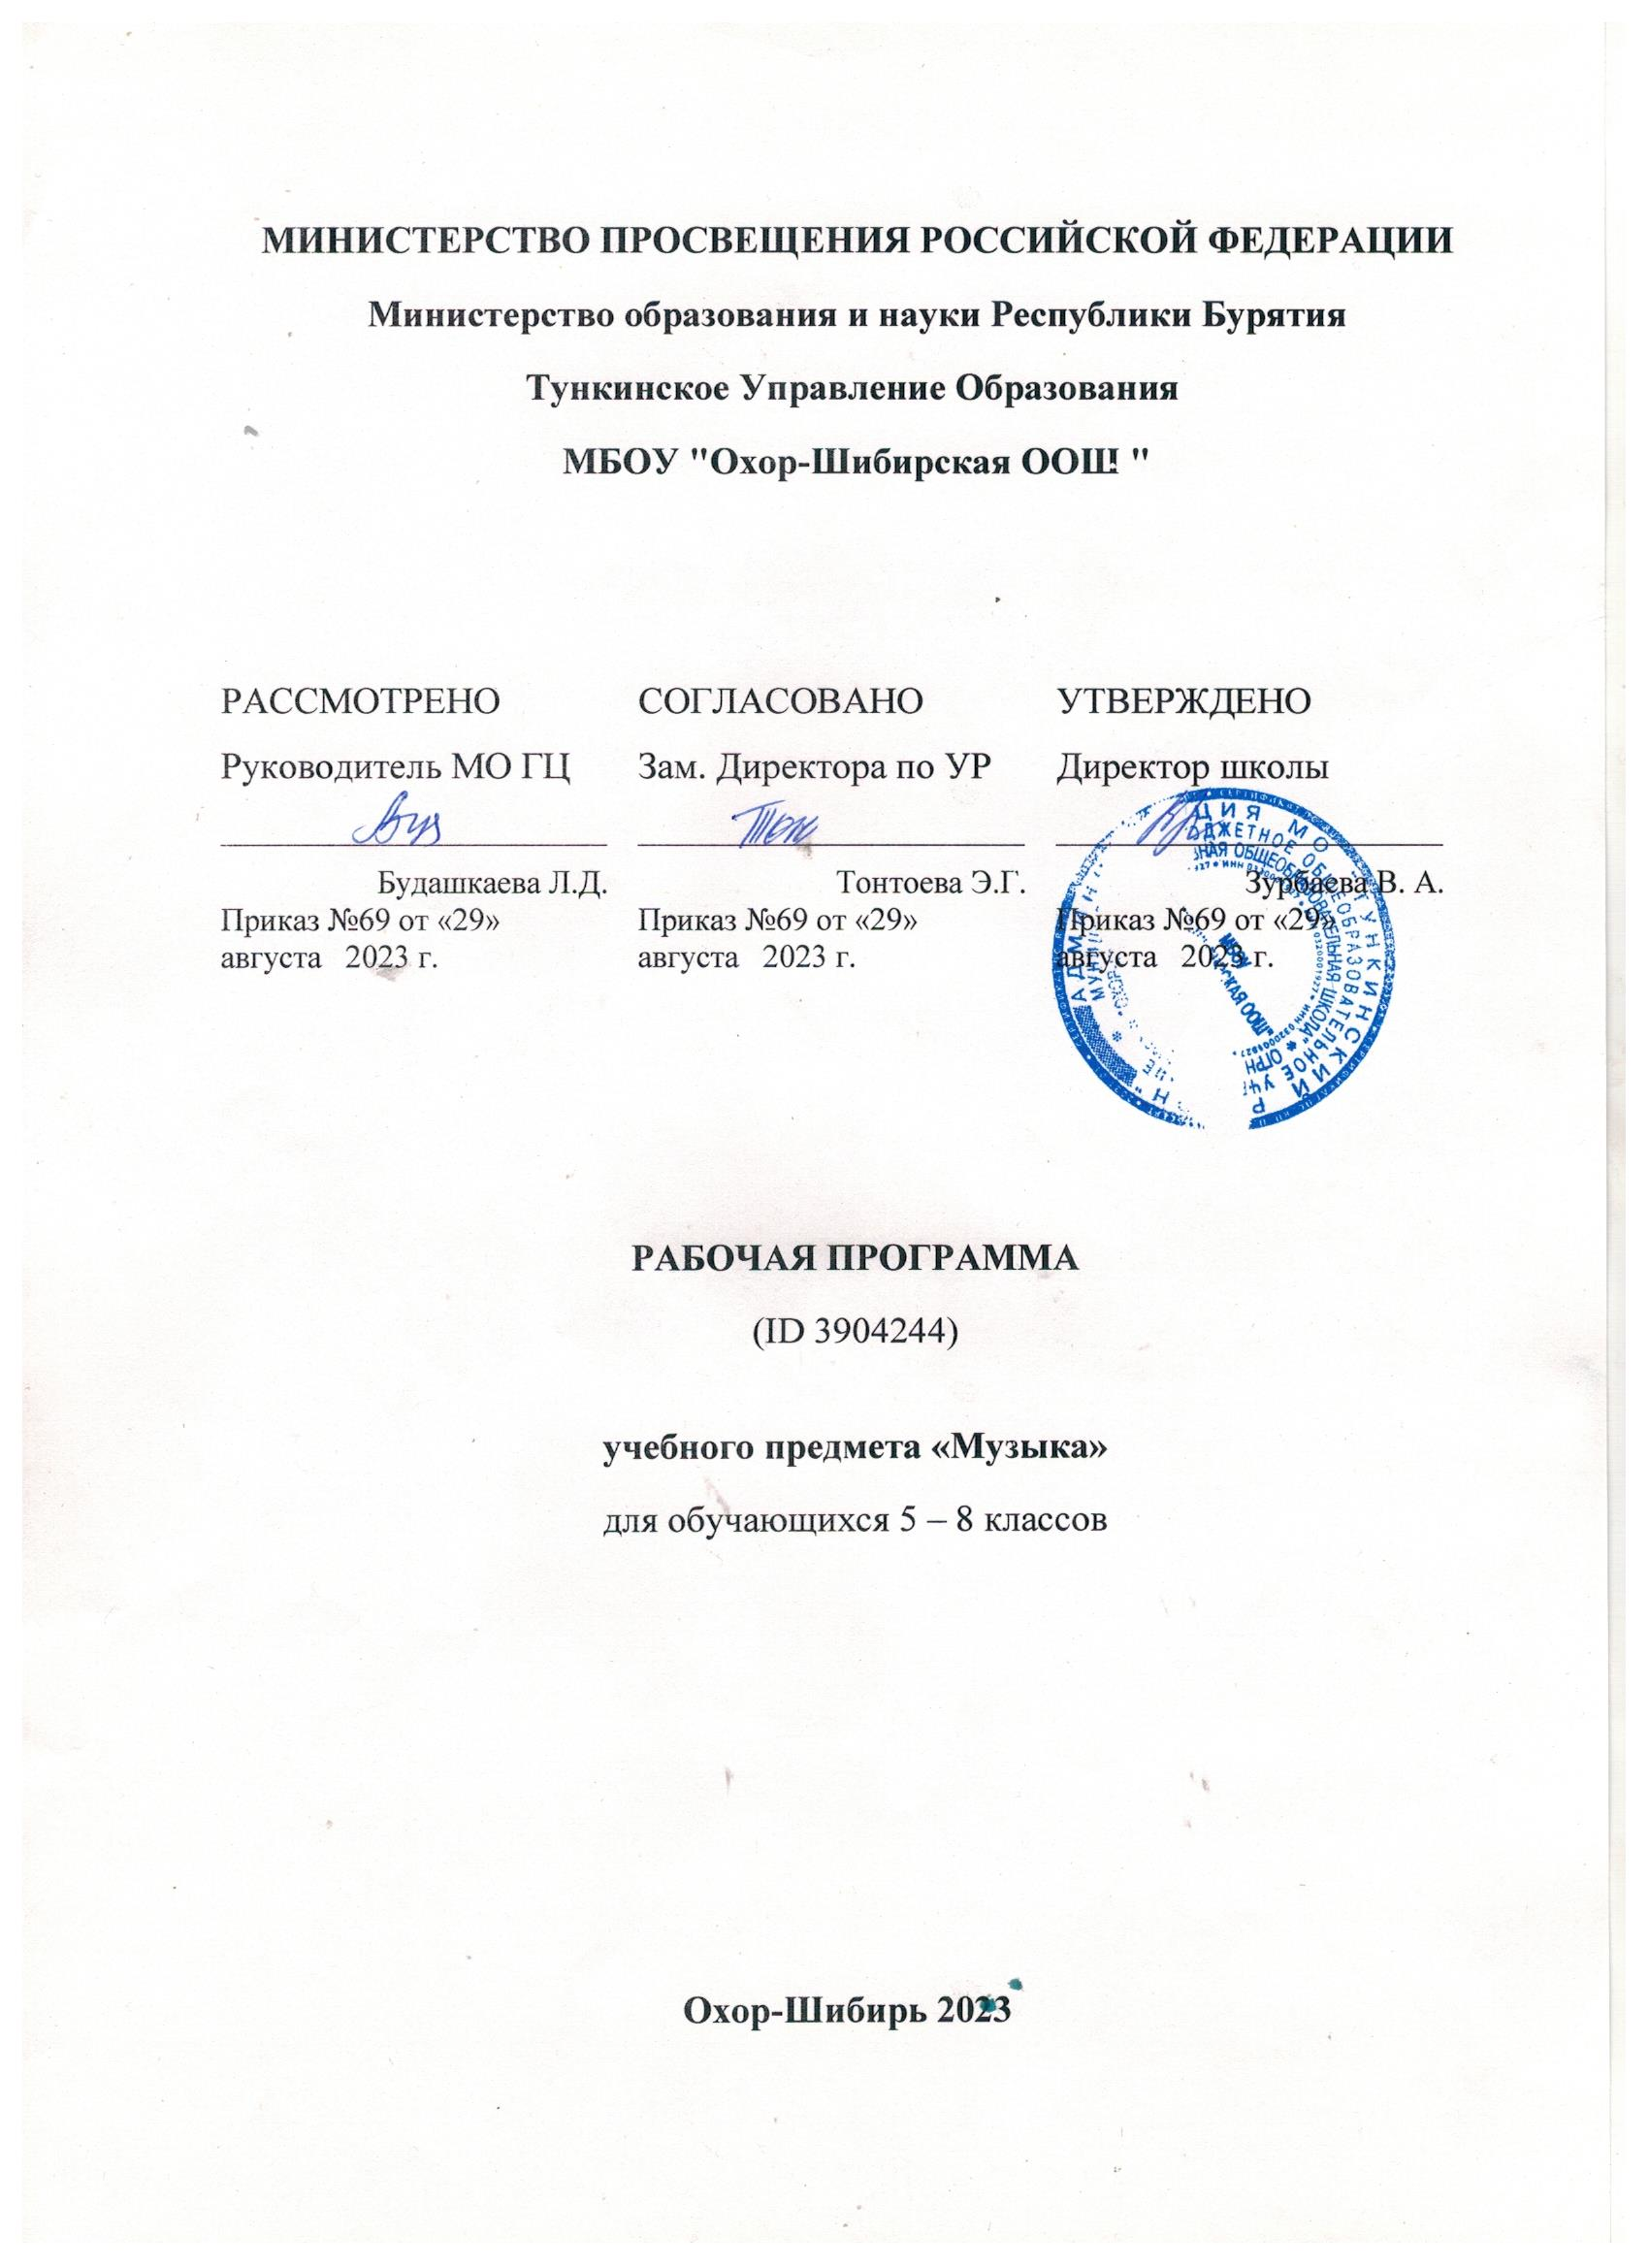 МИНИСТЕРСТВО ПРОСВЕЩЕНИЯ РОССИЙСКОЙ ФЕДЕРАЦИИ
Министерство образования и науки Республики Бурятия
Тункинское Управление Образования
МБОУ "Охор-Шибирская ООШ "
РАССМОТРЕНО
Руководитель МО ГЦ
Будашкаева Л.Д.
Приказ №69 от «29»
августа 2023 г.
СОГЛАСОВАНО
Зам. Директора по УР
Тонтоева Э.Г.
Приказ №69 от «29»
августа 2023 г.
УТВЕРЖДЕНО
Директор школы
Зурбаева В. А.
Приказ №69 от «29»
августа 2023 г.
РАБОЧАЯ ПРОГРАММА
(ID 3904244)
учебного предмета «Музыка»
для обучающихся 5 – 8 классов
Охор-Шибирь 2023